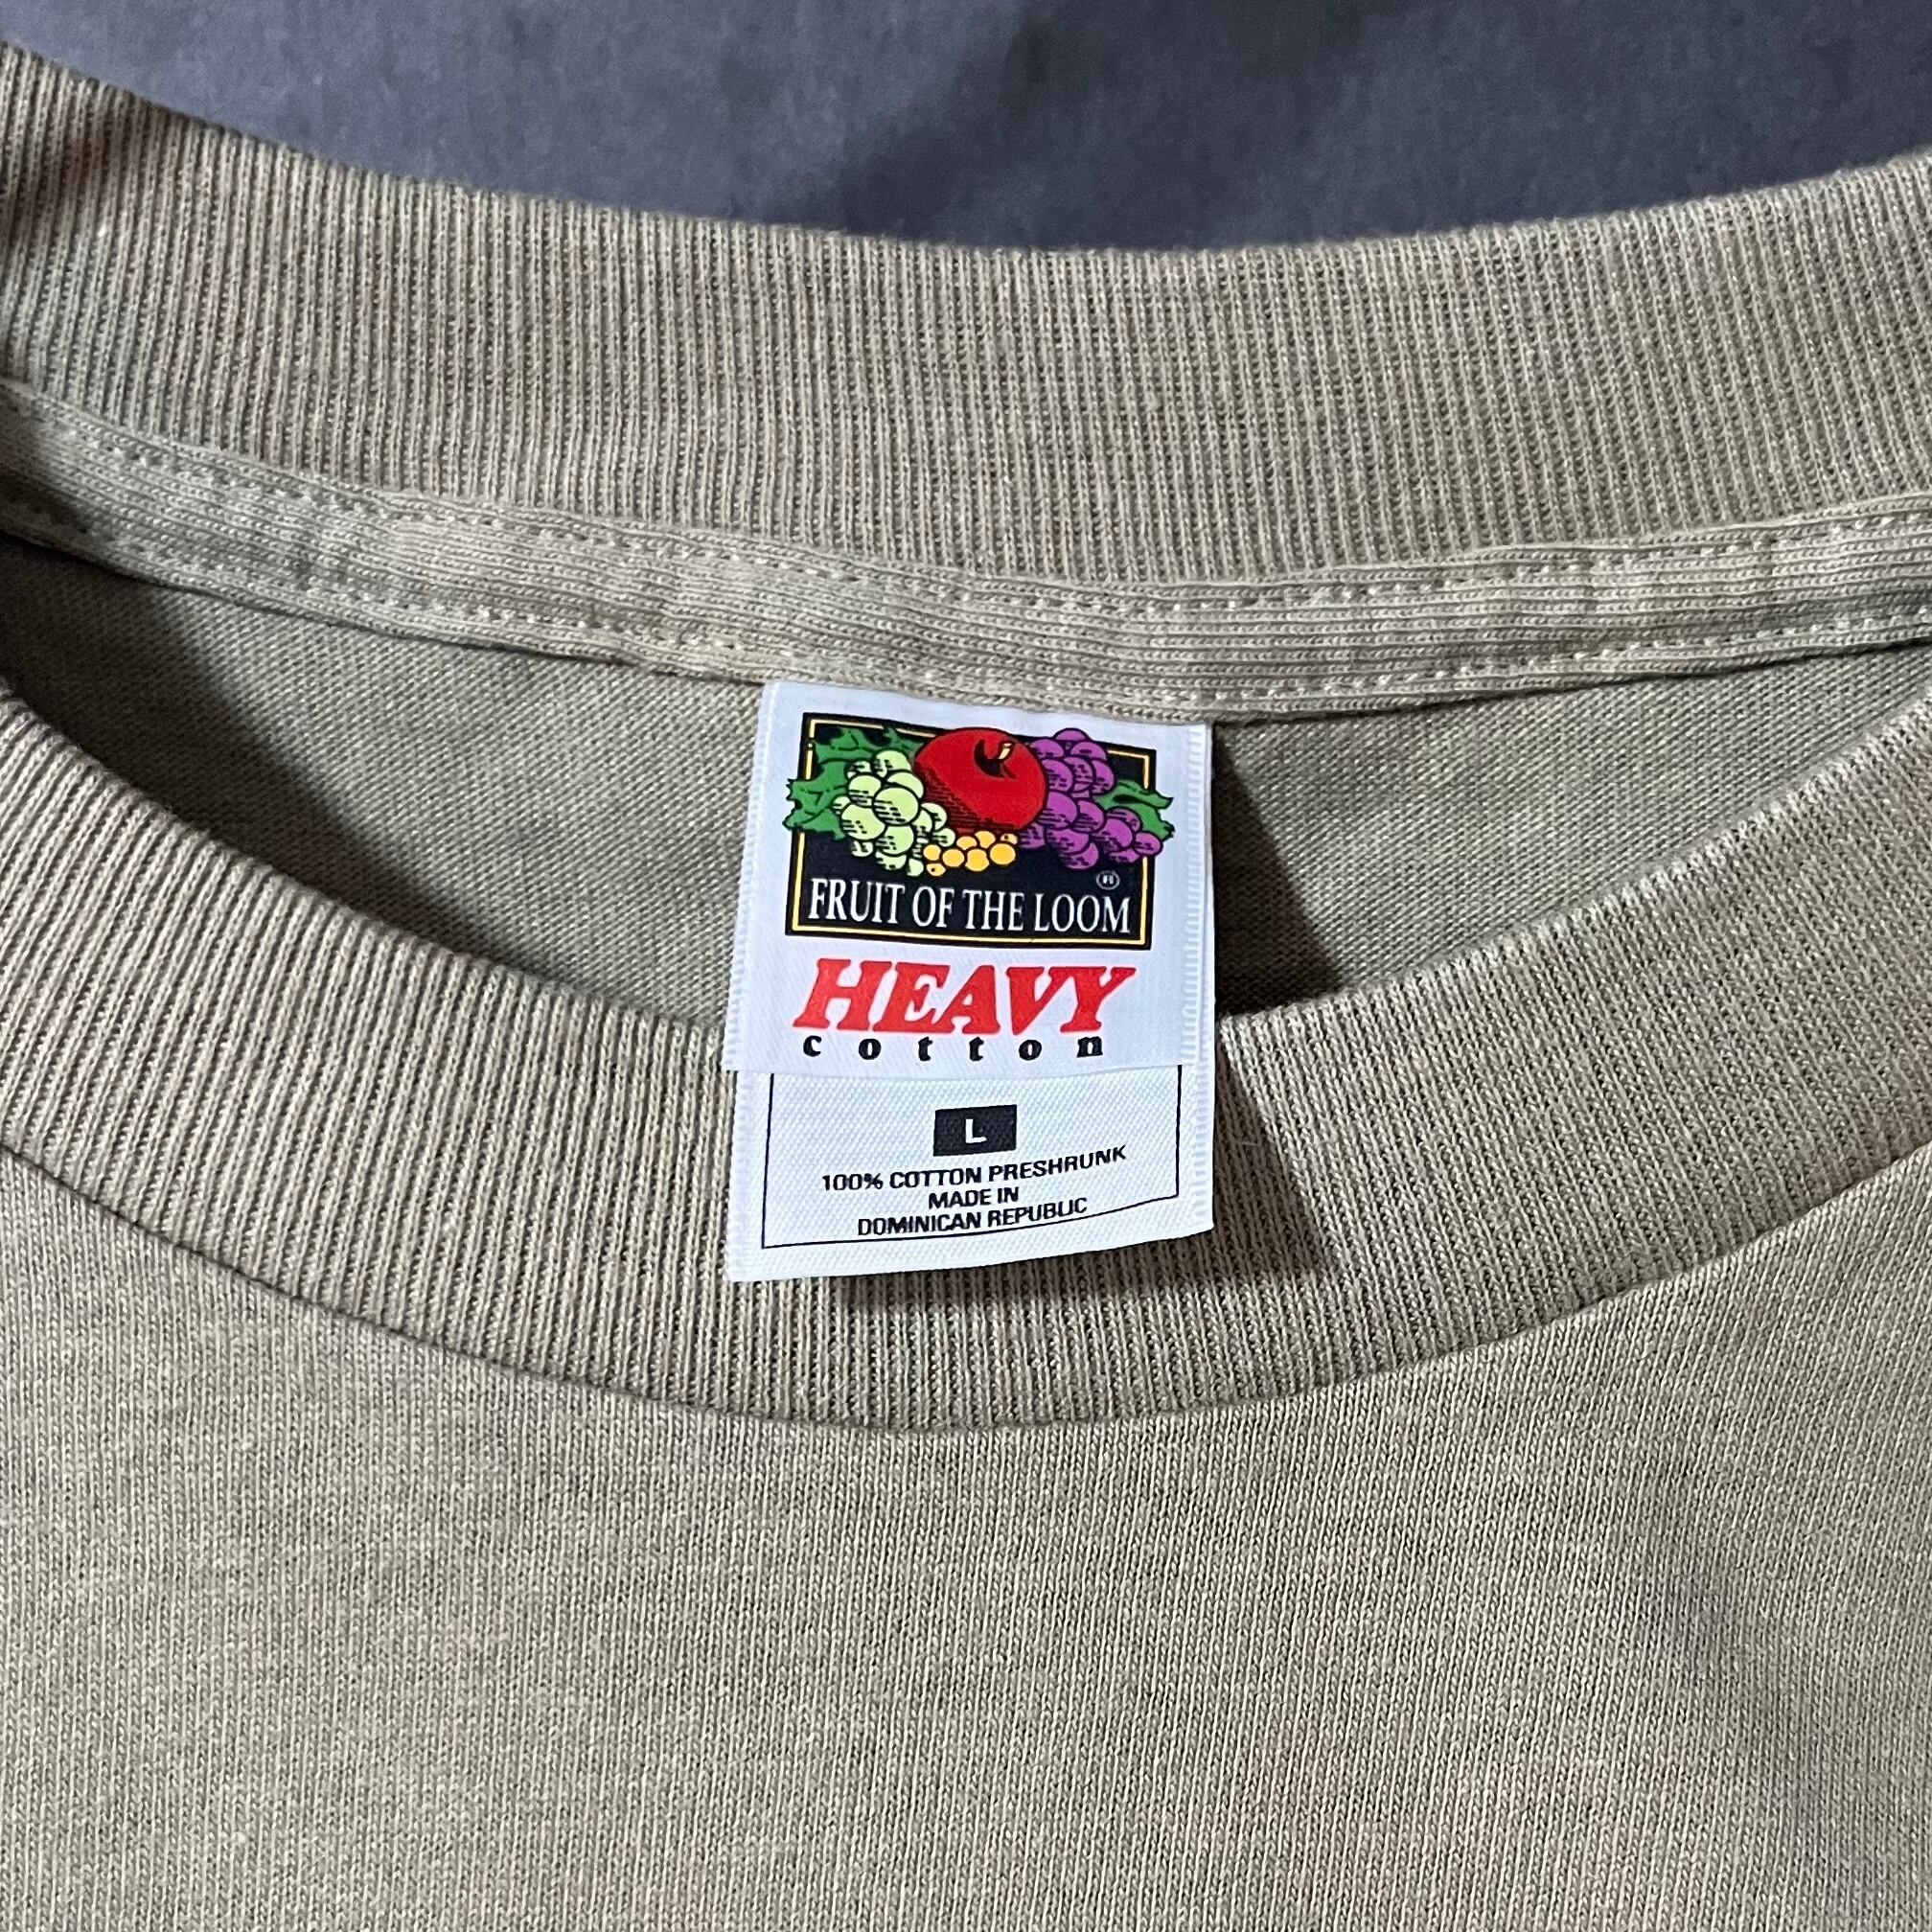 FRUIT OF THE LOOM ®
HEAVY
cotton
L
100% COTTON PRESHRUNK
MADE IN
DOMINICAN REPUBLIC